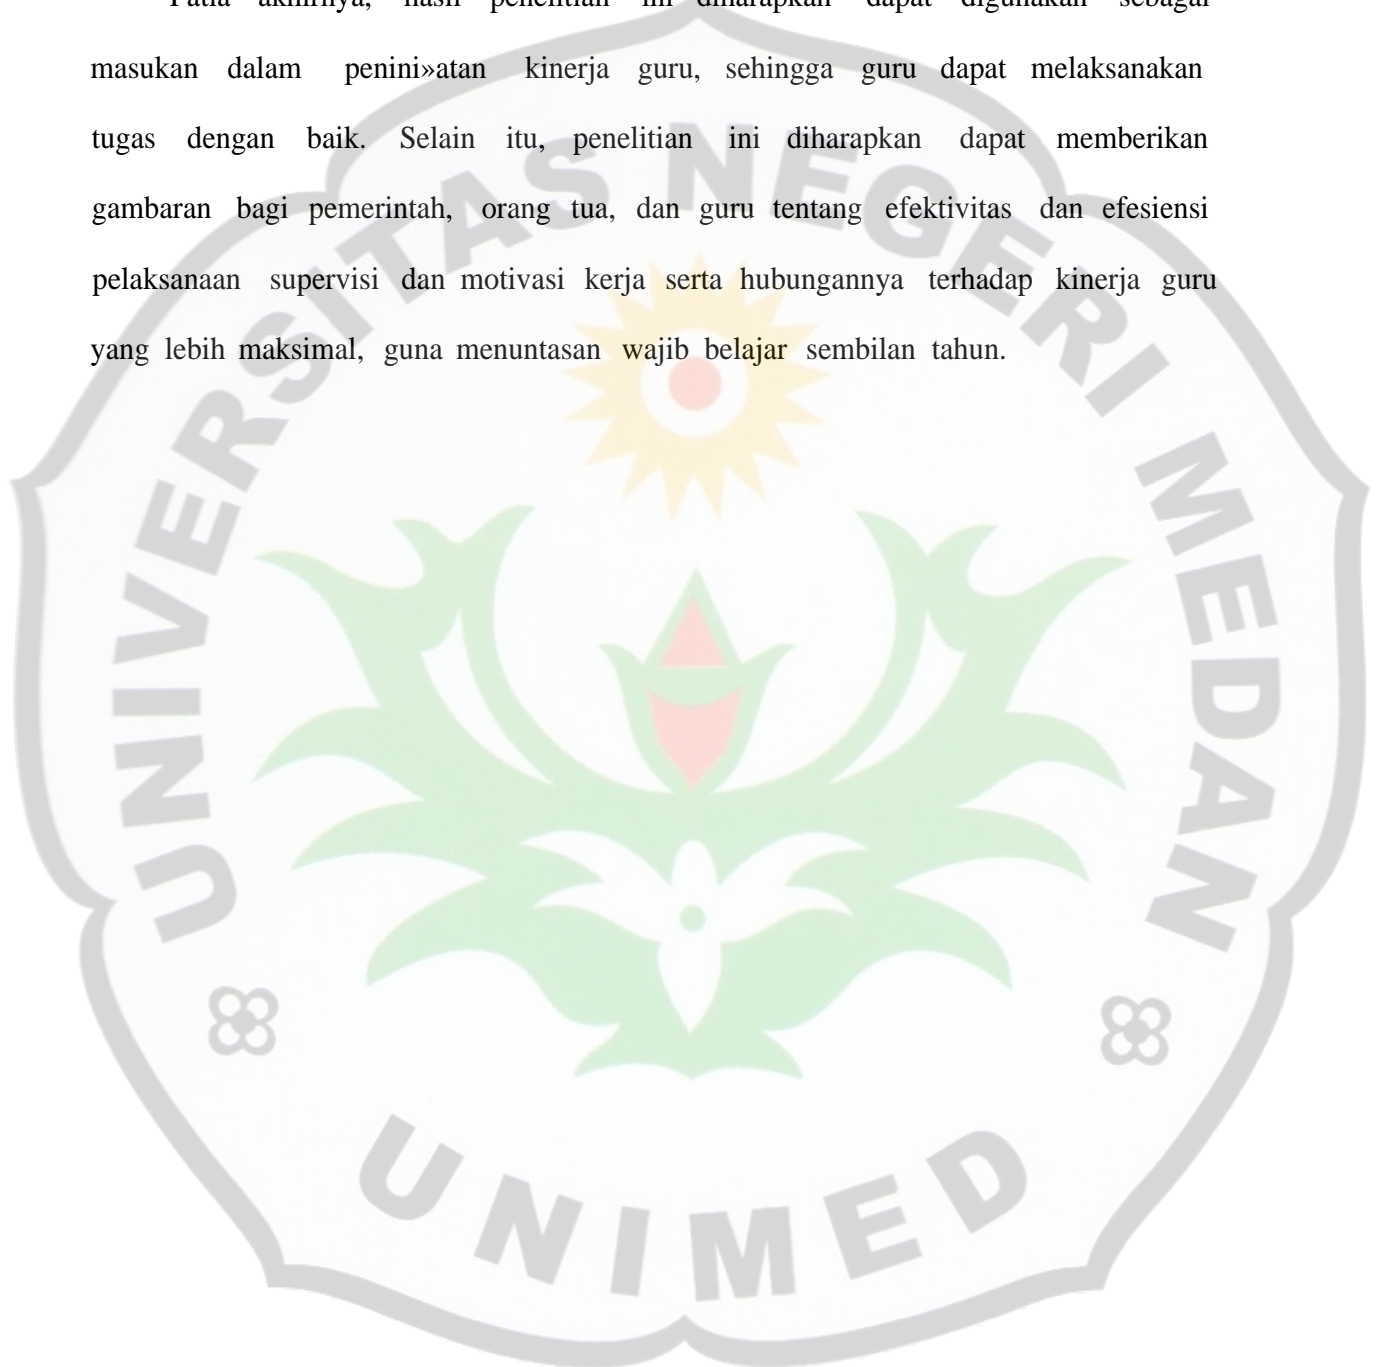 Patla akhirnya, hasil penelitian ini diharapkan dapat digunakan sebagai
masukan dalam penini»atan kinerja guru, sehingga guru dapat melaksanakan
tugas dengan baik. Selain itu, penelitian ini diharapkan dapat memberikan
gambaran bagi pemerintah, orang tua, dan guru tentang efektivitas dan efesiensi
pelaksanaan supervisi dan motivasi kerja serta hubungannya terhadap kinerja guru
yang lebih maksimal, guna menuntasan wajib belajar sembilan tahun.
UNIVERSITAS NEGERI MEDAN
UNIMED